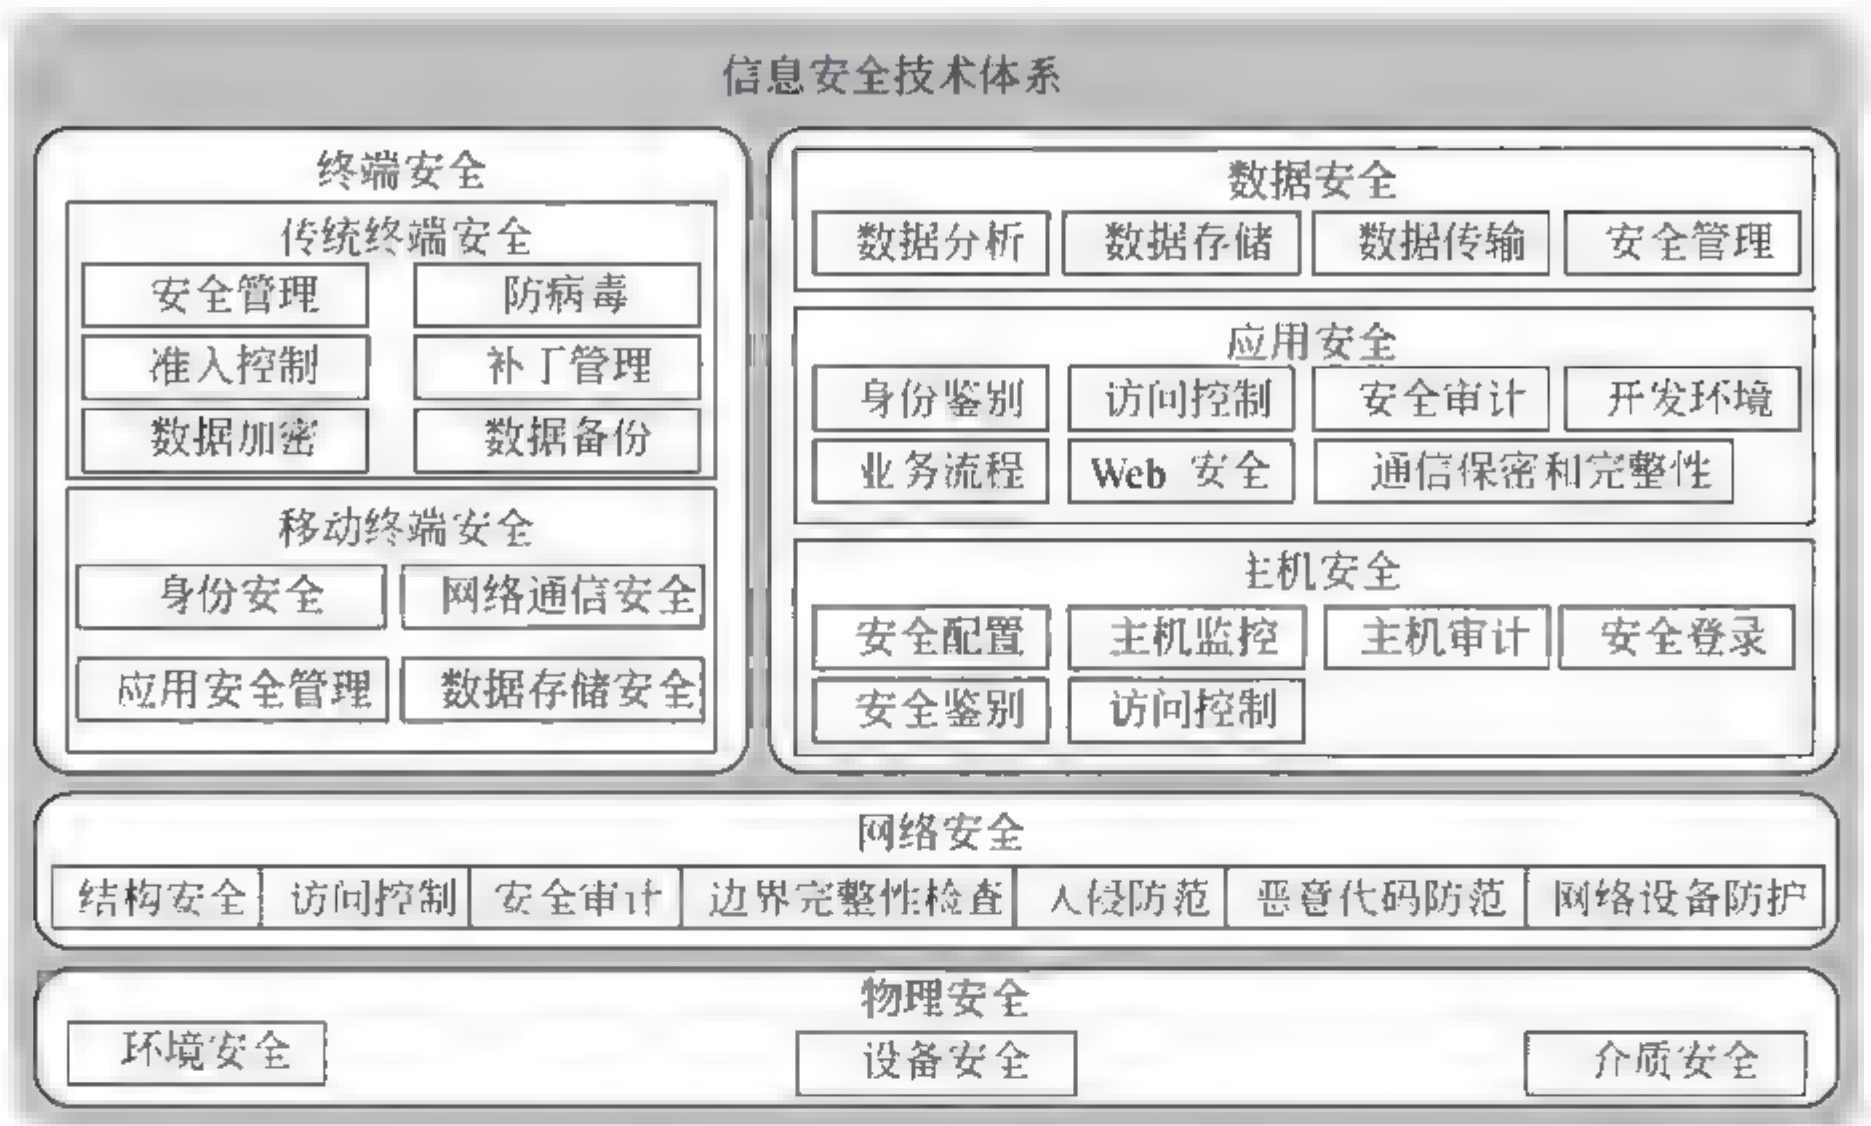 信息安全技术体系
终端安全
传统终端安全
安全管理 防病毒
准入控制 补丁管理
数据加密 数据备份
移动终端安全
身份安全 网络通信安全
应用安全管理 数据存储安全
数据安全
数据分析 数据存储 数据传输 安全管理
应用安全
身份鉴别 访问控制 安全审计 开发环境
业务流程 Web 安全 通信保密和完整性
主机安全
安全配置 主机监控 主机审计 安全登录
安全鉴别 访问控制
网络安全
结构安全 访问控制 安全审计 边界完整性检查 入侵防范 恶意代码防范 网络设备防护
物理安全
环境安全 设备安全 介质安全